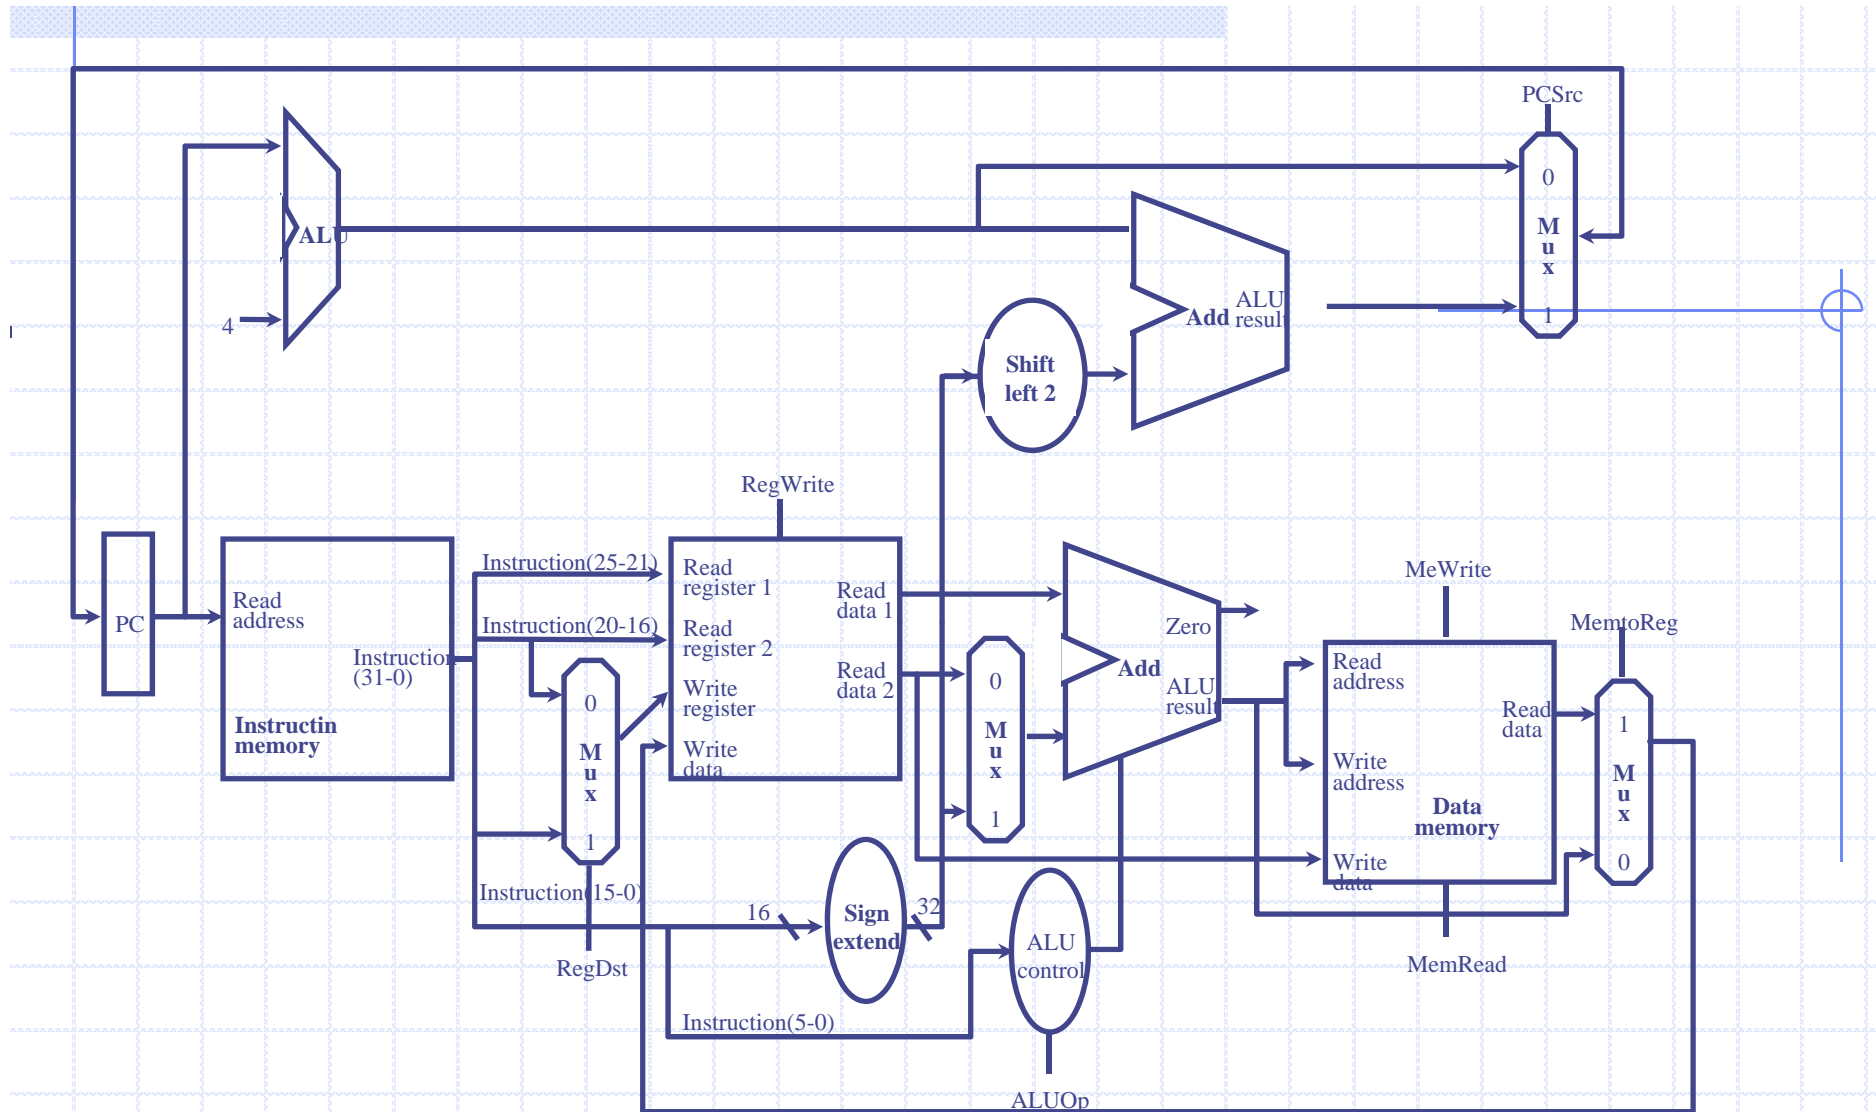 PCSrc
0
M
u
x
1
ALU
4
Add
ALU
result
Shift
left 2
RegWrite
PC
Read
address
Instruction
(31-0)
Instructin
memory
Instruction(25-21)
Instruction(20-16)
0
M
u
x
1
Instruction(15-0)
RegDst
Read
register 1
Read
register 2
Write
register
Write
data
Read
data 1
Read
data 2
0
M
u
x
1
Zero
Add
ALU
result
MeWrite
Read
address
Write
address
Read
data
Data
memory
Write
data
MemRead
MemtoReg
1
M
u
x
0
16
Sign
extend
32
ALU
control
Instruction(5-0)
ALUOp